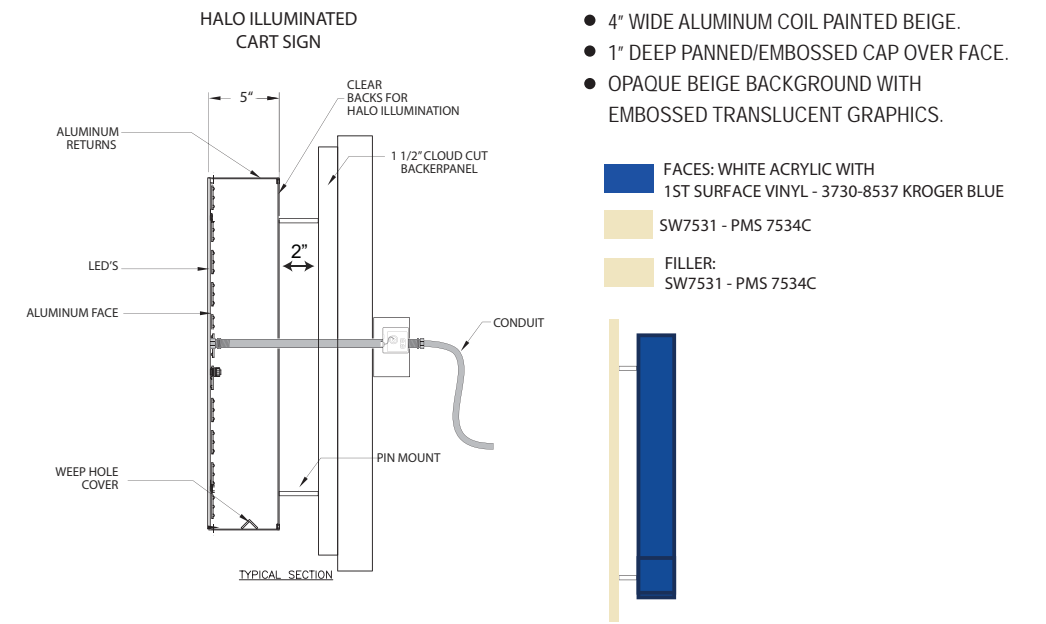 HALO ILLUMINATED
CART SIGN
5“
CLEAR
BACKS FOR
HALO ILLUMINATION
ALUMINUM
RETURNS
1 1/2” CLOUD CUT
BACKERPANEL
2”
LED'S
ALUMINUM FACE
CONDUIT
PIN MOUNT
WEEP HOLE
COVER
TYPICAL SECTION
● 4” WIDE ALUMINUM COIL PAINTED BEIGE.
● 1” DEEP PANNED/EMBOSSED CAP OVER FACE.
● OPAQUE BEIGE BACKGROUND WITH
EMBOSSED TRANSLUCENT GRAPHICS.
FACES: WHITE ACRYLIC WITH
1ST SURFACE VINYL - 3730-8537 KROGER BLUE
SW7531 - PMS 7534C
FILLER:
SW7531 - PMS 7534C